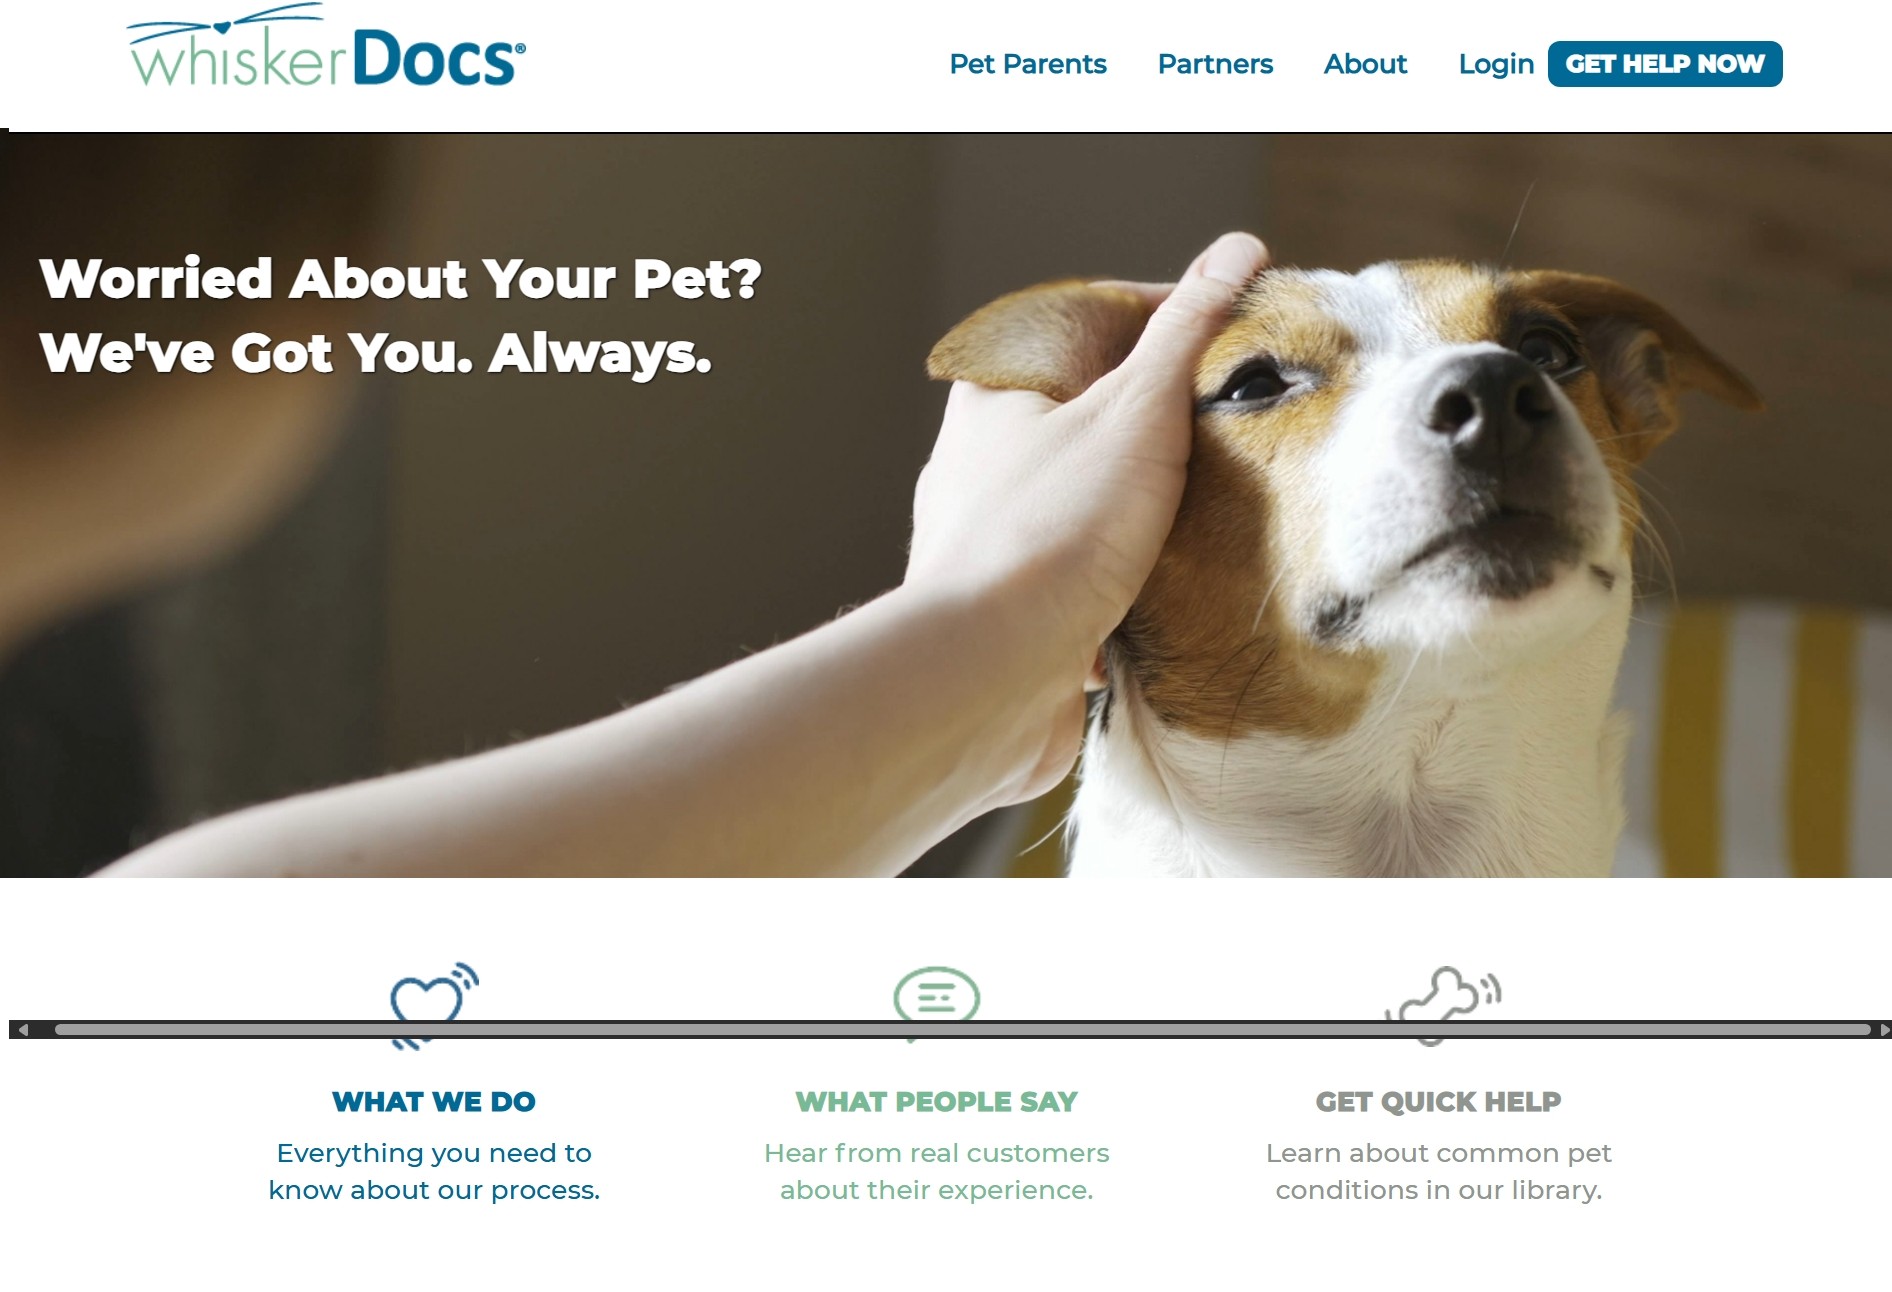 whiskerDocs®
Pet Parents Partners About Login GET HELP NOW
Worried About Your Pet?
We've Got You. Always.
WHAT WE DO
Everything you need to
know about our process.
WHAT PEOPLE SAY
Hear from real customers
about their experience.
GET QUICK HELP
Learn about common pet
conditions in our library.